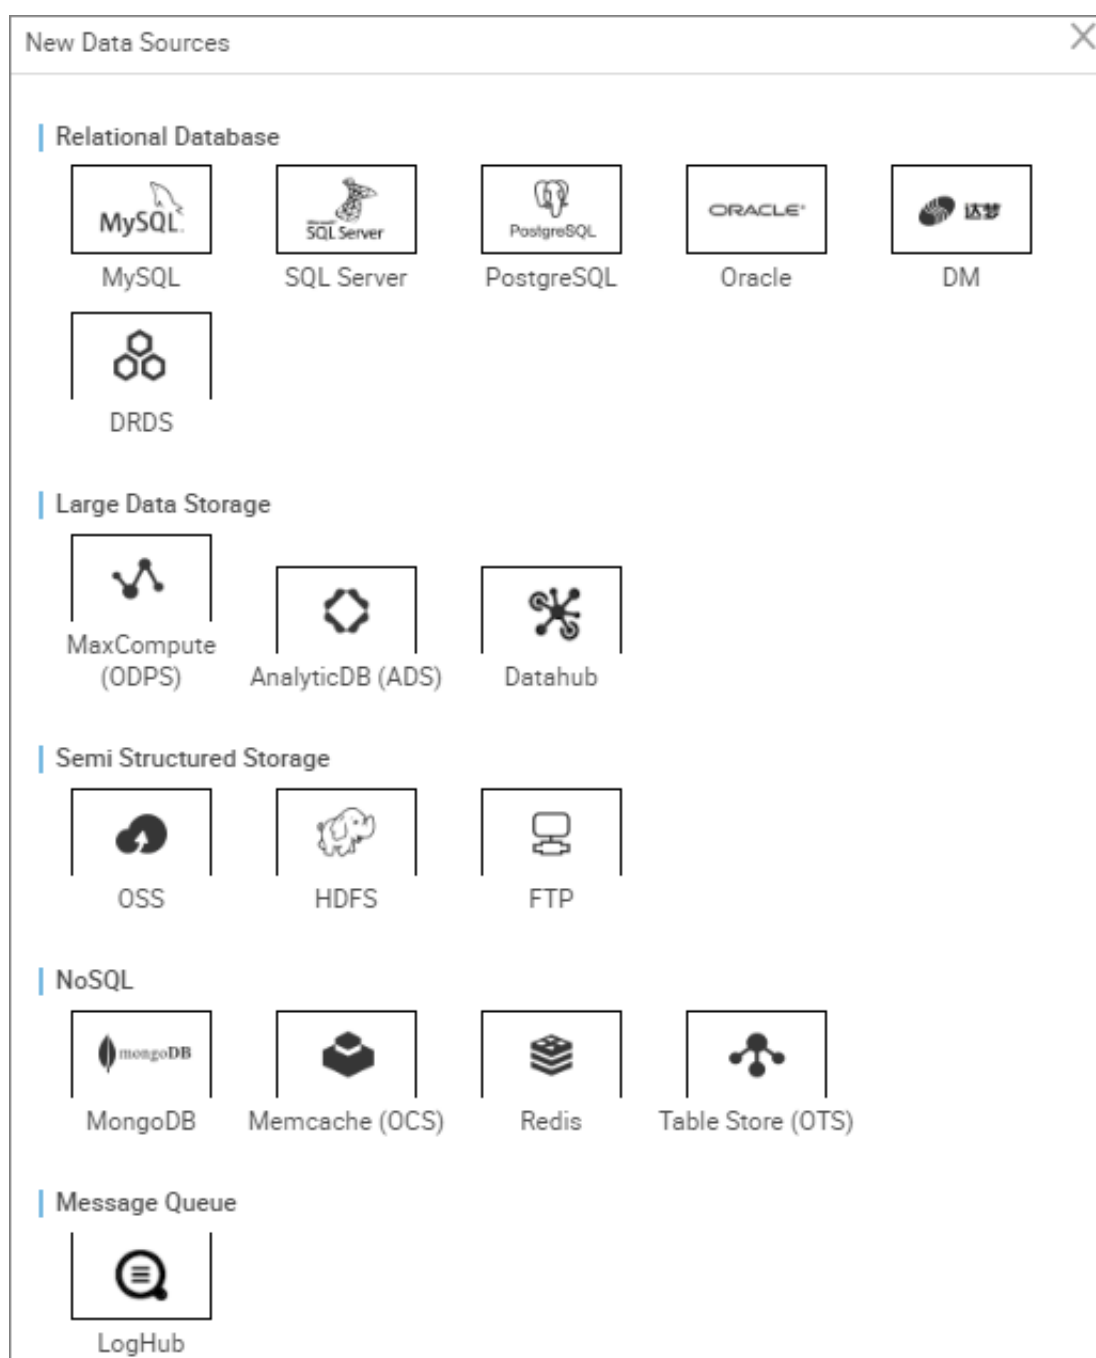 New Data Sources
Relational Database
MySQL.
SQL Server
PostgreSQL
ORACLE
达梦
MySQL
SQL Server
PostgreSQL
Oracle
DM
DRDS
Large Data Storage
MaxCompute
(ODPS)
AnalyticDB (ADS)
Datahub
Semi Structured Storage
OSS
HDFS
FTP
NoSQL
mongoDB
MongoDB
Memcache (OCS)
Redis
Table Store (OTS)
Message Queue
LogHub